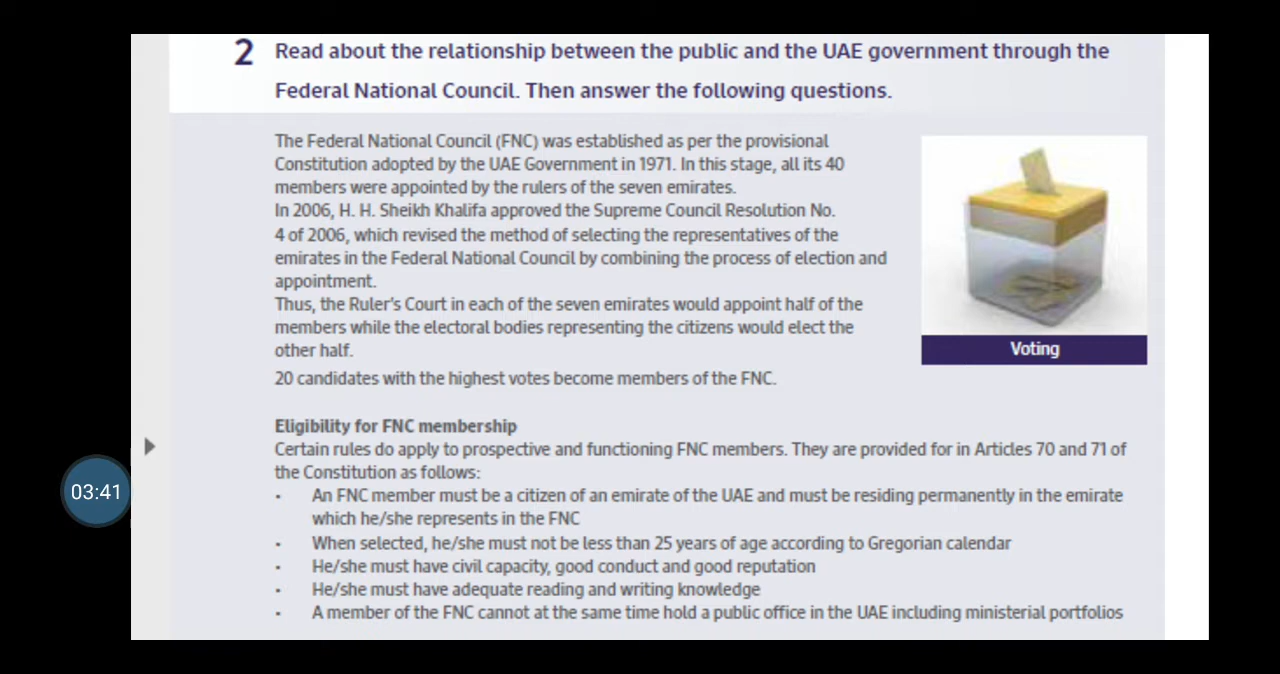 2 Read about the relationship between the public and the UAE government through the
Federal National Council. Then answer the following questions.
The Federal National Council (FNC) was established as per the provisional
Constitution adopted by the UAE Government in 1971. In this stage, all its 40
members were appointed by the rulers of the seven emirates.
In 2006, H. H. Sheikh Khalifa approved the Supreme Council Resolution No.
4 of 2006, which revised the method of selecting the representatives of the
emirates in the Federal National Council by combining the process of election and
appointment.
Thus, the Ruler's Court in each of the seven emirates would appoint half of the
members while the electoral bodies representing the citizens would elect the
other half.
20 candidates with the highest votes become members of the FNC.
Voting
Eligibility for FNC membership
Certain rules do apply to prospective and functioning FNC members. They are provided for in Articles 70 and 71 of
the Constitution as follows:
• An FNC member must be a citizen of an emirate of the UAE and must be residing permanently in the emirate
which he/she represents in the FNC
• When selected, he/she must not be less than 25 years of age according to Gregorian calendar
• He/she must have civil capacity, good conduct and good reputation
• He/she must have adequate reading and writing knowledge
• A member of the FNC cannot at the same time hold a public office in the UAE including ministerial portfolios
03:41